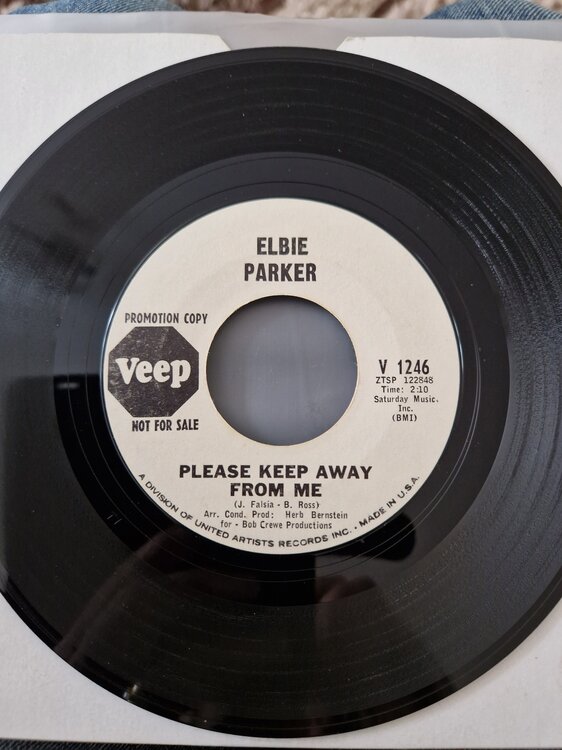 ELBIE
PARKER
PROMOTION COPY
Veep
NOT FOR SALE
V 1246
ZTSP 122848
Time: 2:10
Saturday Music.
Inc.
(BMI)
PLEASE KEEP AWAY
FROM ME
(J. Falsia - B. Ross)
Arr. Cond. Prod: Herb Bernstein
for - Bob Crewe Productions
A DIVISION OF UNITED ARTISTS RECORDS INC. · MADE IN U.S.A.